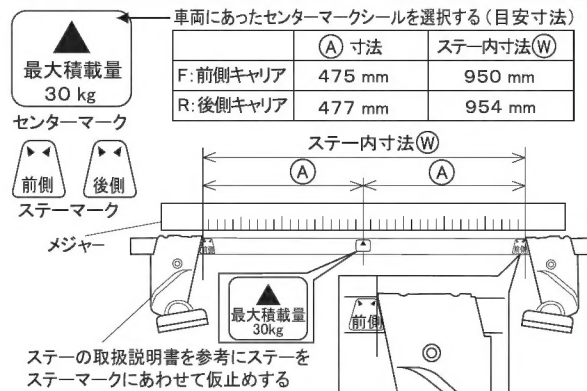 車両にあったセンターマークシールを選択する(目安寸法)
▲
最大積載量
30 kg
センターマーク
Ⓐ 寸法
ステー内寸法Ⓦ
F:前側キャリア
475 mm
950 mm
R:後側キャリア
477 mm
954 mm
前側
後側
ステーマーク
ステー内寸法Ⓦ
Ⓐ
Ⓐ
メジャー
前側
前側
▲
最大積載量
30kg
前側
ステーの取扱説明書を参考にステーを
ステーマークにあわせて仮止めする